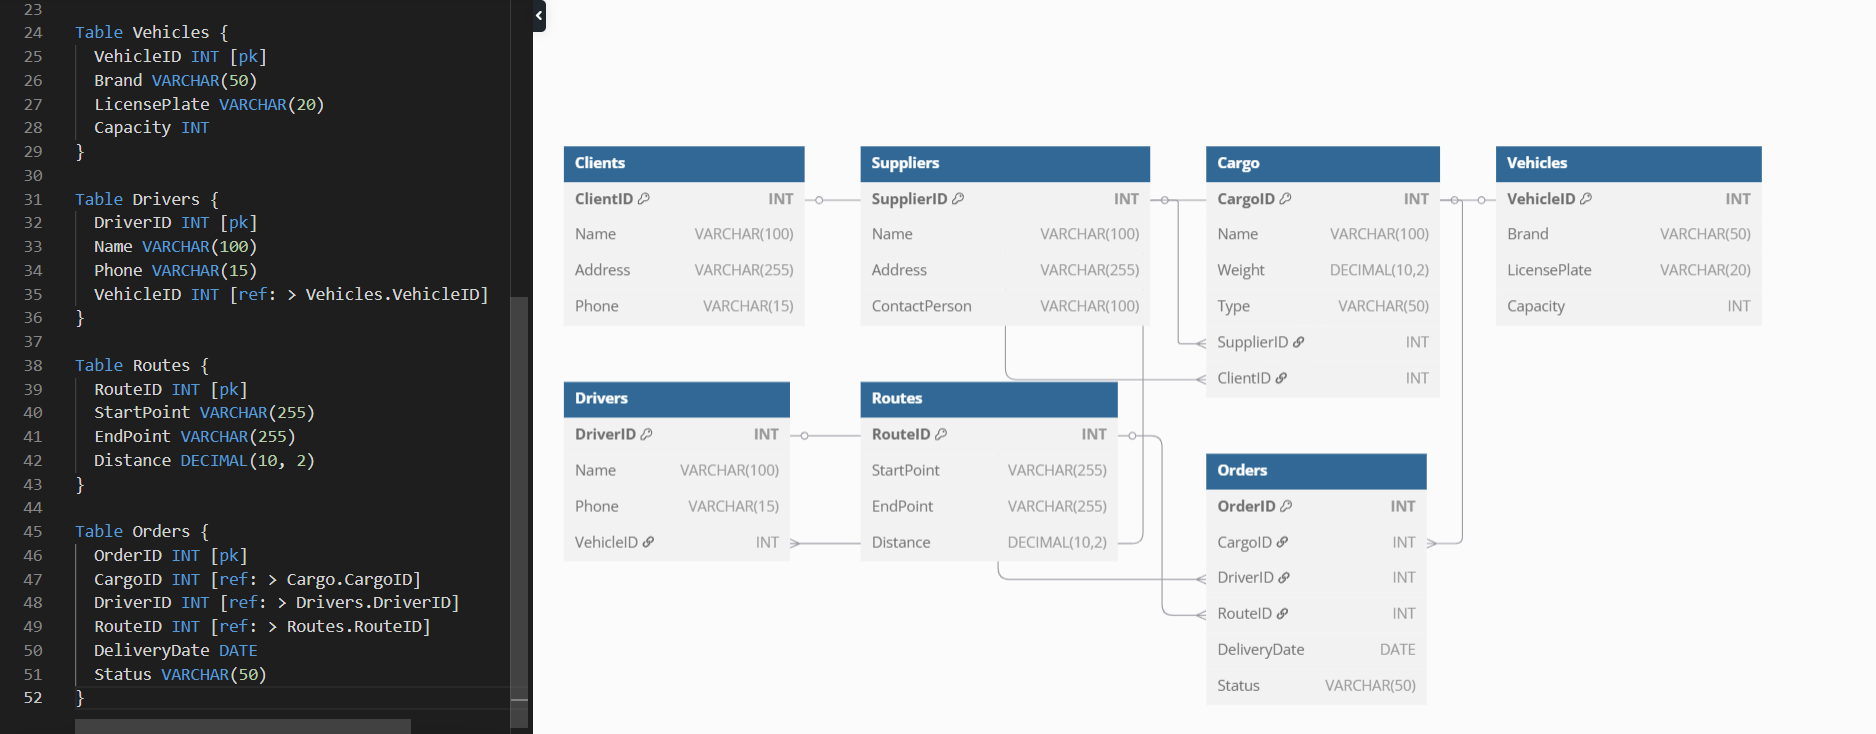 23
24 Table Vehicles {
25 VehicleID INT [pk]
26 Brand VARCHAR(50)
27 LicensePlate VARCHAR(20)
28 Capacity INT
29 }
30
31 Table Drivers {
32 DriverID INT [pk]
33 Name VARCHAR(100)
34 Phone VARCHAR(15)
35 VehicleID INT [ref: > Vehicles.VehicleID]
36 }
37
38 Table Routes {
39 RouteID INT [pk]
40 StartPoint VARCHAR(255)
41 EndPoint VARCHAR(255)
42 Distance DECIMAL(10, 2)
43 }
44
45 Table Orders {
46 OrderID INT [pk]
47 CargoID INT [ref: > Cargo.CargoID]
48 DriverID INT [ref: > Drivers.DriverID]
49 RouteID INT [ref: > Routes.RouteID]
50 DeliveryDate DATE
51 Status VARCHAR(50)
52 }
Clients
ClientID INT
Name VARCHAR(100)
Address VARCHAR(255)
Phone VARCHAR(15)
Suppliers
SupplierID INT
Name VARCHAR(100)
Address VARCHAR(255)
ContactPerson VARCHAR(100)
Cargo
CargoID INT
Name VARCHAR(100)
Weight DECIMAL(10,2)
Type VARCHAR(50)
SupplierID INT
ClientID INT
Vehicles
VehicleID INT
Brand VARCHAR(50)
LicensePlate VARCHAR(20)
Capacity INT
Drivers
DriverID INT
Name VARCHAR(100)
Phone VARCHAR(15)
VehicleID INT
Routes
RouteID INT
StartPoint VARCHAR(255)
EndPoint VARCHAR(255)
Distance DECIMAL(10,2)
Orders
OrderID INT
CargoID INT
DriverID INT
RouteID INT
DeliveryDate DATE
Status VARCHAR(50)